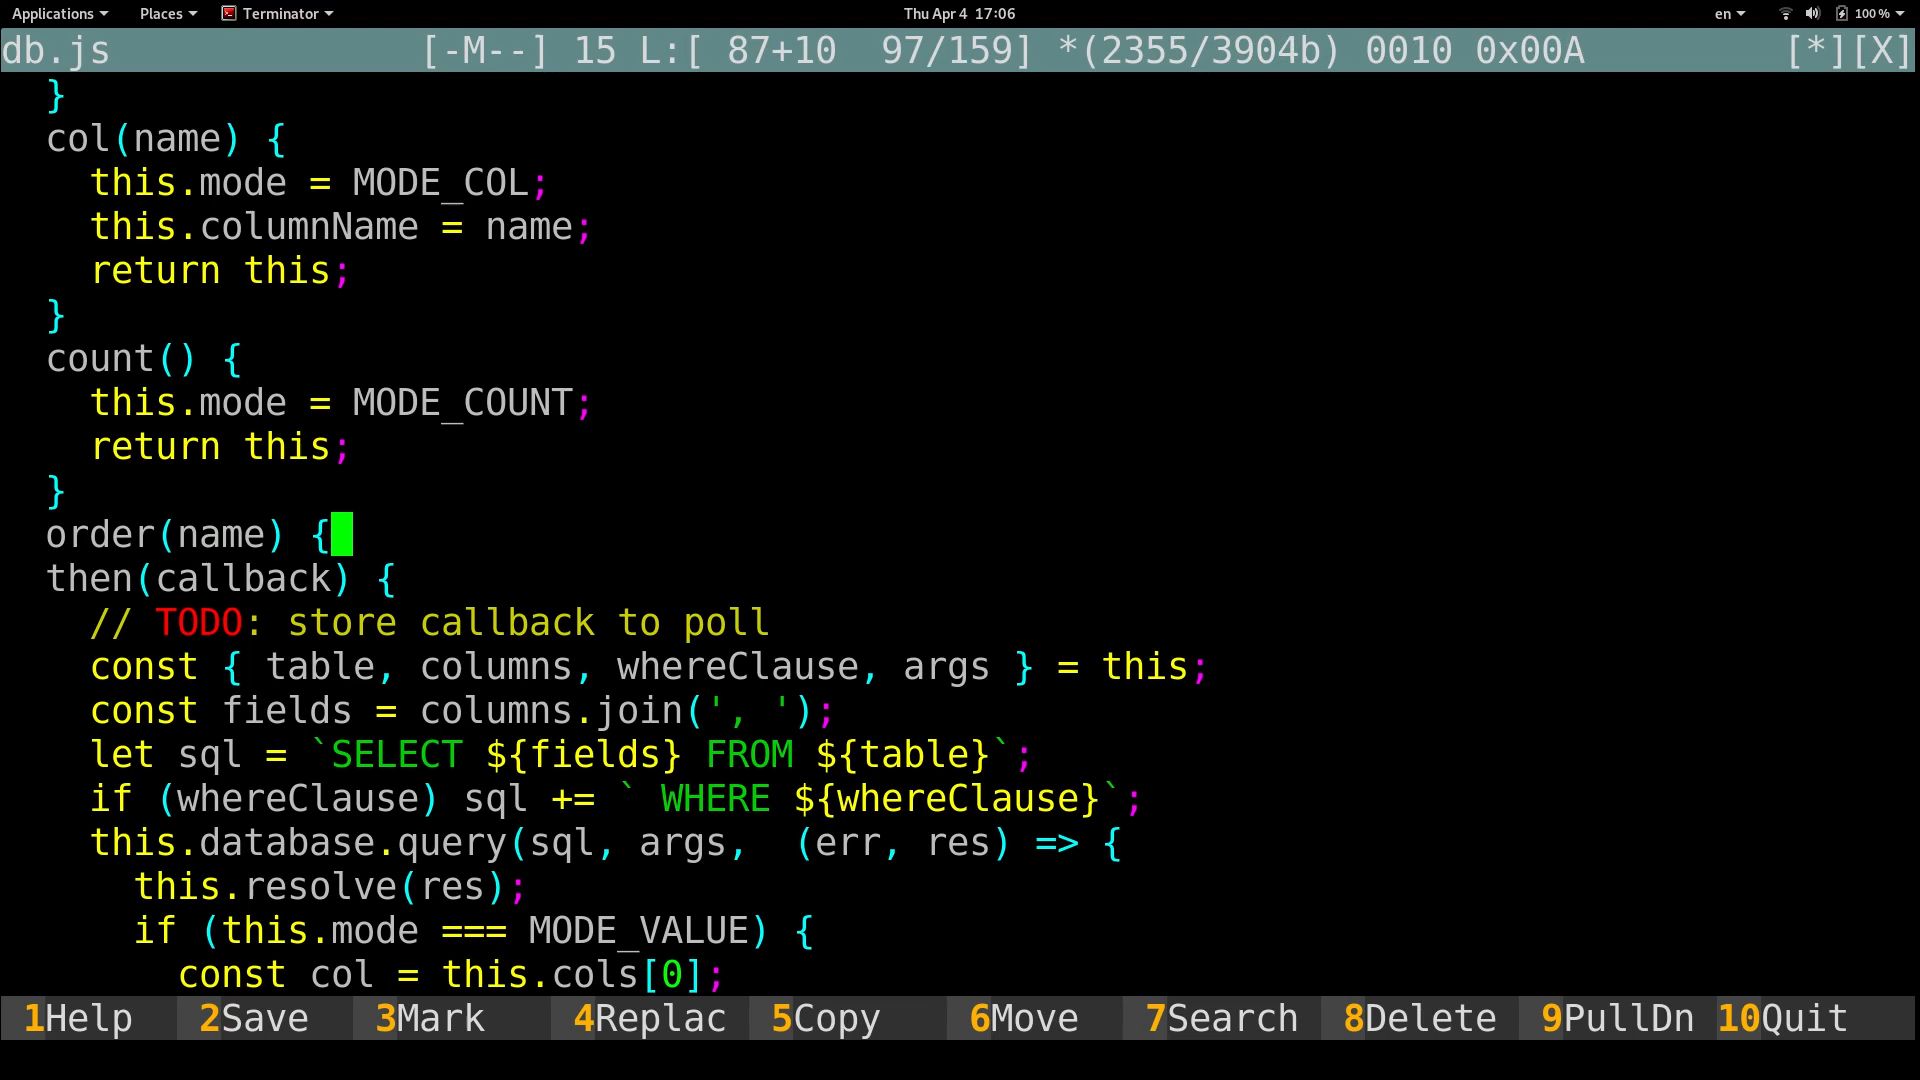 Applications Places Terminator Thu Apr 4 17:06 en 100 %
db.js [-M--] 15 L:[ 87+10 97/159] *(2355/3904b) 0010 0x00A [*][X]
  }
  col(name) {
    this.mode = MODE_COL;
    this.columnName = name;
    return this;
  }
  count() {
    this.mode = MODE_COUNT;
    return this;
  }
  order(name) {
  then(callback) {
    // TODO: store callback to poll
    const { table, columns, whereClause, args } = this;
    const fields = columns.join(', ');
    let sql = `SELECT ${fields} FROM ${table}`;
    if (whereClause) sql += ` WHERE ${whereClause}`;
    this.database.query(sql, args,  (err, res) => {
      this.resolve(res);
      if (this.mode === MODE_VALUE) {
        const col = this.cols[0];
1Help 2Save 3Mark 4Replac 5Copy 6Move 7Search 8Delete 9PullDn 10Quit